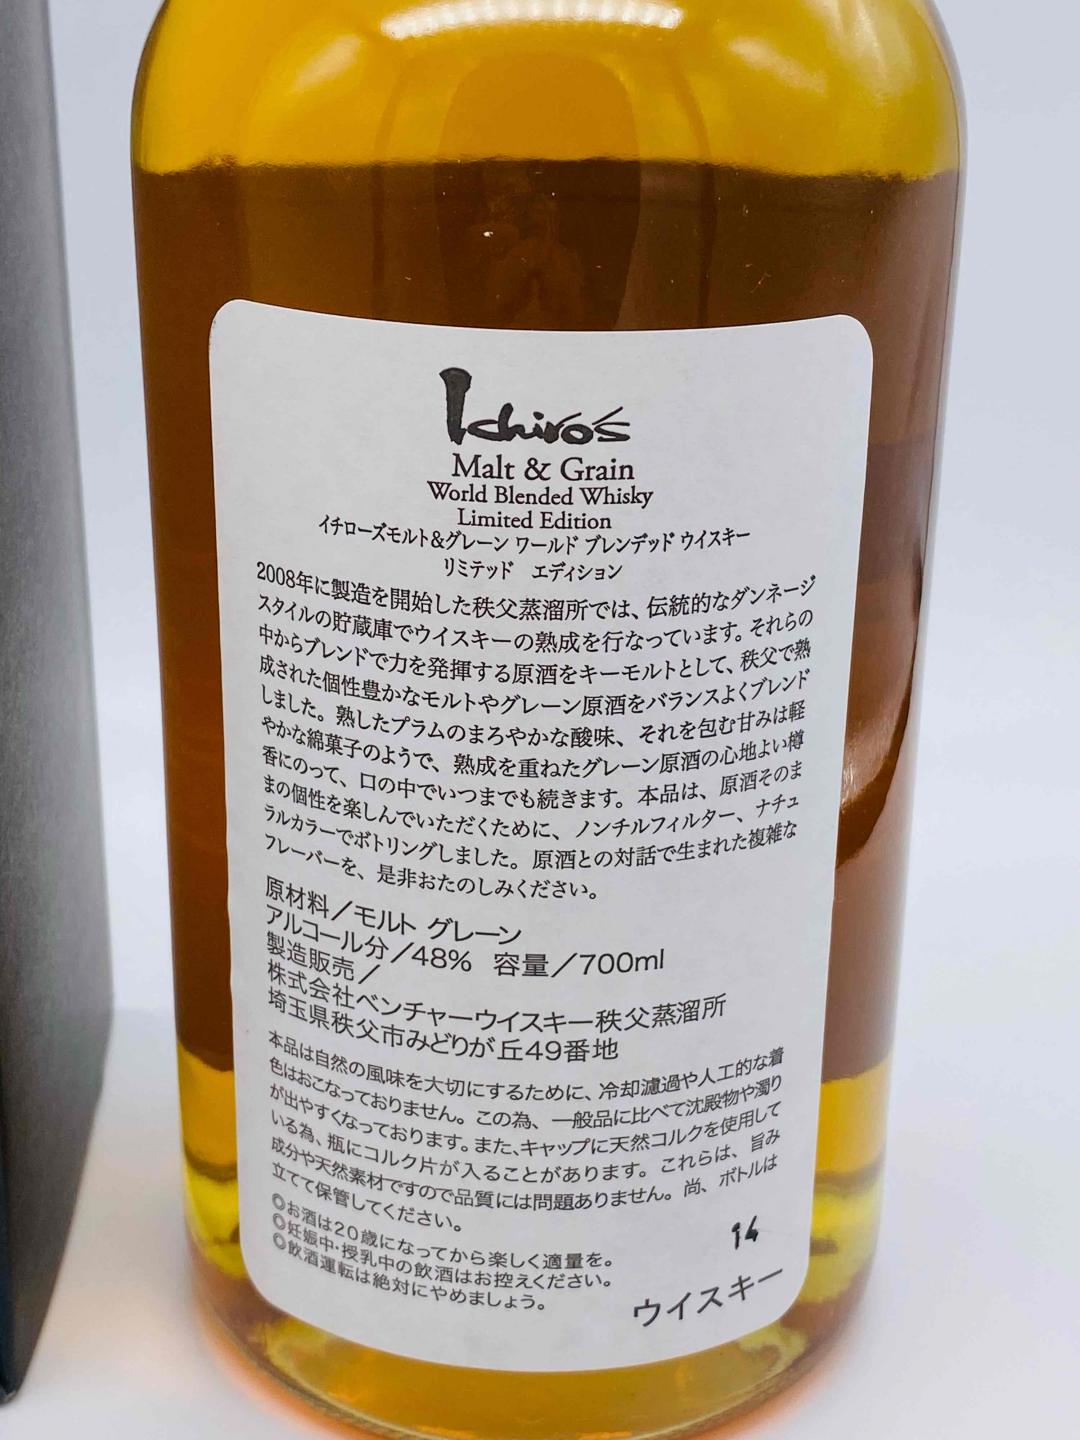 Ichiro's
Malt & Grain
World Blended Whisky
Limited Edition
イチローズモルト&グレーン ワールド ブレンデッド ウイスキー
リミテッド エディション
2008年に製造を開始した秩父蒸溜所では、伝統的なダンネージ
スタイルの貯蔵庫でウイスキーの熟成を行なっています。それらの
中からブレンドで力を発揮する原酒をキーモルトとして、秩父で熟
成された個性豊かなモルトやグレーン原酒をバランスよくブレンド
しました。熟したプラムのまろやかな酸味、それを包む甘みは軽
やかな綿菓子のようで、熟成を重ねたグレーン原酒の心地よい樽
香にのって、口の中でいつまでも続きます。本品は、原酒そのま
まの個性を楽しんでいただくために、ノンチルフィルター、ナチュ
ラルカラーでボトリングしました。原酒との対話で生まれた複雑な
フレーバーを、是非おたのしみください。
原材料／モルト グレーン
アルコール分／48% 容量／700ml
製造販売／
株式会社ベンチャーウイスキー秩父蒸溜所
埼玉県秩父市みどりが丘49番地
本品は自然の風味を大切にするために、冷却濾過や人工的な着
色はおこなっておりません。この為、一般品に比べて沈殿物や濁り
が出やすくなっております。また、キャップに天然コルクを使用して
いる為、瓶にコルク片が入ることがあります。これらは、旨み
成分や天然素材ですので品質には問題ありません。尚、ボトルは
立てて保管してください。
◎お酒は20歳になってから楽しく適量を。
◎妊娠中・授乳中の飲酒はお控えください。
◎飲酒運転は絶対にやめましょう。
14
ウイスキー